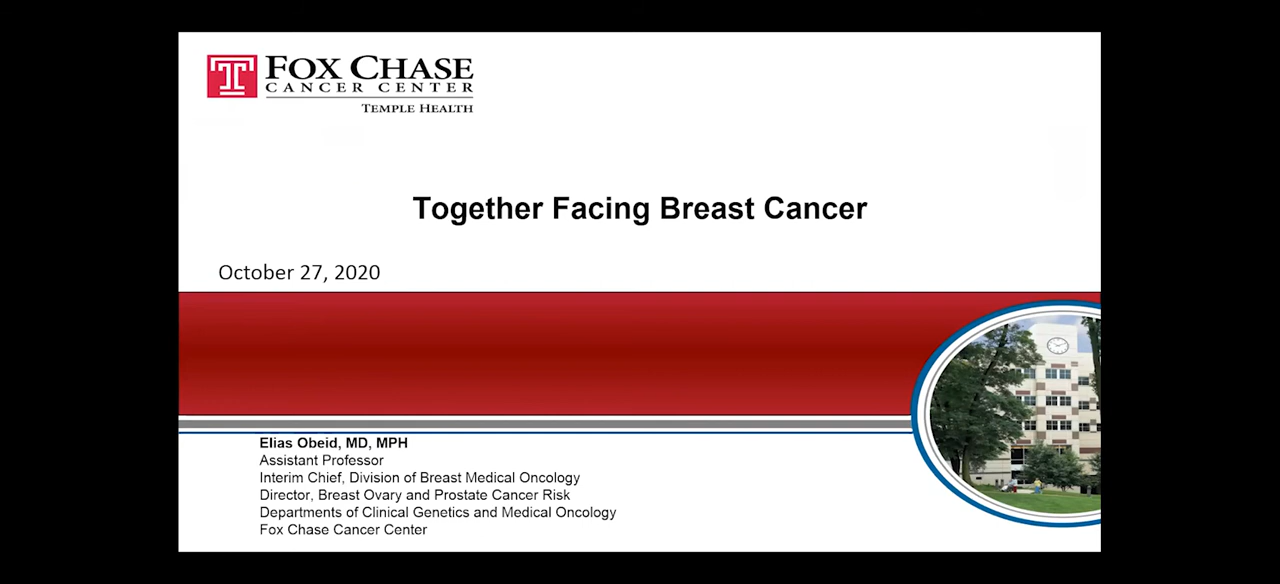 FOX CHASE
CANCER CENTER
TEMPLE HEALTH
Together Facing Breast Cancer
October 27, 2020
Elias Obeid, MD, MPH
Assistant Professor
Interim Chief, Division of Breast Medical Oncology
Director, Breast Ovary and Prostate Cancer Risk
Departments of Clinical Genetics and Medical Oncology
Fox Chase Cancer Center